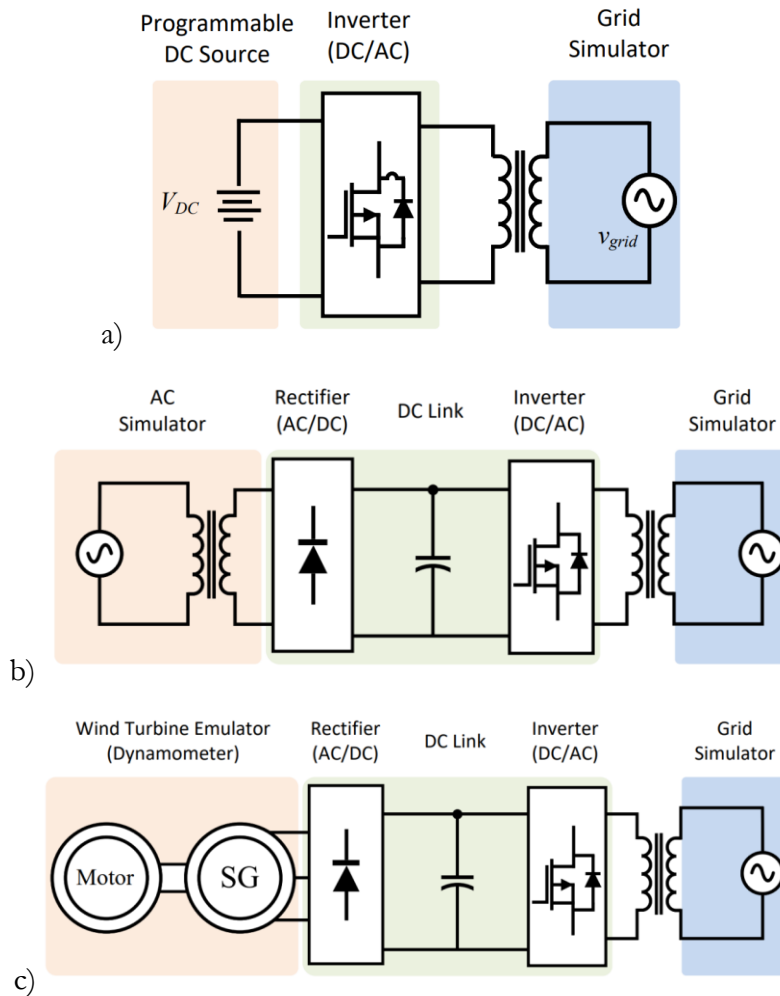 Programmable
DC Source
Inverter
(DC/AC)
Grid
Simulator
V_DC
v_grid
a)
AC
Simulator
Rectifier
(AC/DC)
DC Link
Inverter
(DC/AC)
Grid
Simulator
b)
Wind Turbine Emulator
(Dynamometer)
Rectifier
(AC/DC)
DC Link
Inverter
(DC/AC)
Grid
Simulator
Motor
SG
c)